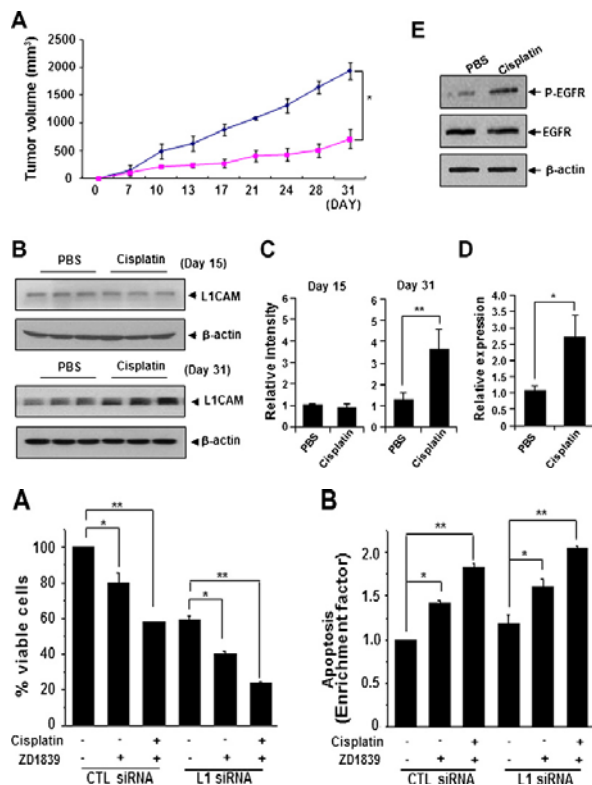 A
Tumor volume (mm³)
2500
2000
1500
1000
500
0
0 7 10 13 17 21 24 28 31
(DAY)
*
E
PBS Cisplatin
P-EGFR
EGFR
β-actin
B
PBS Cisplatin (Day 15)
L1CAM
β-actin
PBS Cisplatin (Day 31)
L1CAM
β-actin
C
Day 15
Relative intensity
6
5
4
3
2
1
0
PBS Cisplatin
Day 31
6
5
4
3
2
1
0
**
PBS Cisplatin
D
Relative expression
4.0
3.0
2.0
1.0
0
*
PBS Cisplatin
A
% viable cells
100
80
60
40
20
0
**
*
**
*
Cisplatin - - + - - +
ZD1839 - + + - + +
CTL siRNA L1 siRNA
B
Apoptosis
(Enrichment factor)
2.0
1.5
1.0
0.5
0.0
**
*
**
*
Cisplatin - - + - - +
ZD1839 - + + - + +
CTL siRNA L1 siRNA